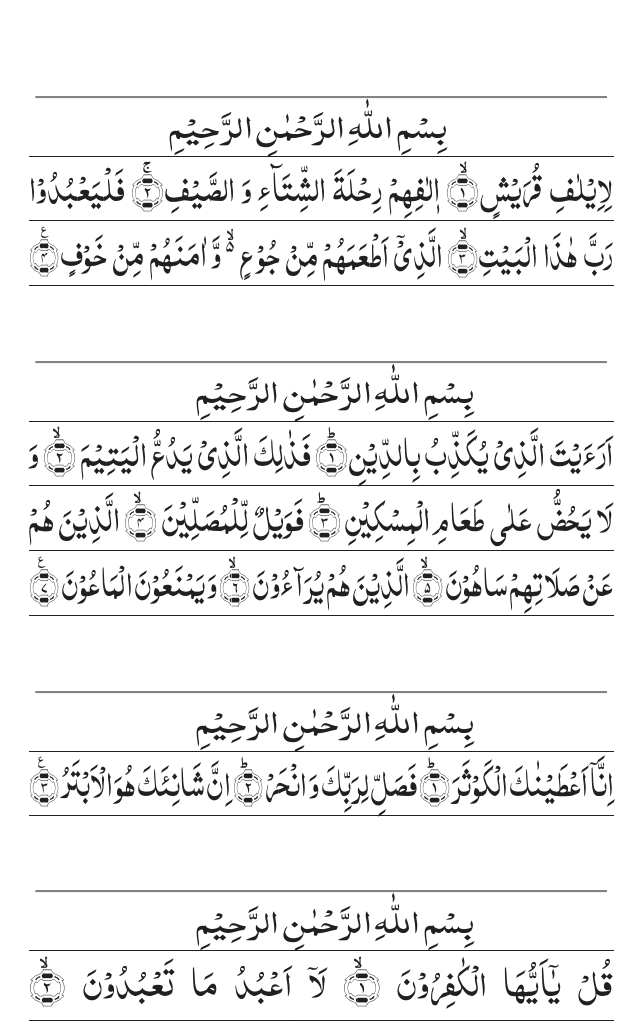 بِسْمِ اللّٰهِ الرَّحْمٰنِ الرَّحِيْمِ
لِاِيْلٰفِ قُرَيْشٍ ۙ﴿۱﴾ اٖلٰفِهِمْ رِحْلَةَ الشِّتَآءِ وَ الصَّيْفِ ۚ﴿۲﴾ فَلْيَعْبُدُوْا
رَبَّ هٰذَا الْبَيْتِ ۙ﴿۳﴾ الَّذِيْۤ اَطْعَمَهُمْ مِّنْ جُوْعٍ ۙ۬ وَّ اٰمَنَهُمْ مِّنْ خَوْفٍ ﴿۴﴾ع
بِسْمِ اللّٰهِ الرَّحْمٰنِ الرَّحِيْمِ
اَرَءَيْتَ الَّذِيْ يُكَذِّبُ بِالدِّيْنِ ؕ﴿۱﴾ فَذٰلِكَ الَّذِيْ يَدُعُّ الْيَتِيْمَ ۙ﴿۲﴾ وَ
لَا يَحُضُّ عَلٰى طَعَامِ الْمِسْكِيْنِ ؕ﴿۳﴾ فَوَيْلٌ لِّلْمُصَلِّيْنَ ۙ﴿۴﴾ الَّذِيْنَ هُمْ
عَنْ صَلَاتِهِمْ سَاهُوْنَ ۙ﴿۵﴾ الَّذِيْنَ هُمْ يُرَآءُوْنَ ۙ﴿۶﴾ وَ يَمْنَعُوْنَ الْمَاعُوْنَ ﴿۷﴾ع
بِسْمِ اللّٰهِ الرَّحْمٰنِ الرَّحِيْمِ
اِنَّاۤ اَعْطَيْنٰكَ الْكَوْثَرَ ؕ﴿۱﴾ فَصَلِّ لِرَبِّكَ وَ انْحَرْ ؕ﴿۲﴾ اِنَّ شَانِئَكَ هُوَ الْاَبْتَرُ ﴿۳﴾ع
بِسْمِ اللّٰهِ الرَّحْمٰنِ الرَّحِيْمِ
قُلْ يٰۤاَيُّهَا الْكٰفِرُوْنَ ۙ﴿۱﴾ لَاۤ اَعْبُدُ مَا تَعْبُدُوْنَ ۙ﴿۲﴾